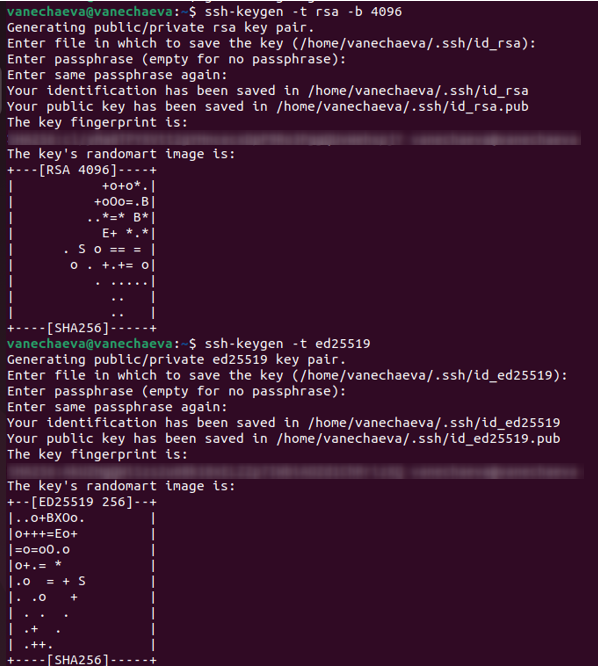 vanechaeva@vanechaeva:~$ ssh-keygen -t rsa -b 4096
Generating public/private rsa key pair.
Enter file in which to save the key (/home/vanechaeva/.ssh/id_rsa):
Enter passphrase (empty for no passphrase):
Enter same passphrase again:
Your identification has been saved in /home/vanechaeva/.ssh/id_rsa
Your public key has been saved in /home/vanechaeva/.ssh/id_rsa.pub
The key fingerprint is:
The key's randomart image is:
+---[RSA 4096]----+
|           +o+o*.|
|          +oOo=.B|
|         ..*=* B*|
|           E+ *.*|
|      . S o == = |
|       o . +.+= o|
|          . .....|
|            ..   |
|            ..   |
+----[SHA256]-----+
vanechaeva@vanechaeva:~$ ssh-keygen -t ed25519
Generating public/private ed25519 key pair.
Enter file in which to save the key (/home/vanechaeva/.ssh/id_ed25519):
Enter passphrase (empty for no passphrase):
Enter same passphrase again:
Your identification has been saved in /home/vanechaeva/.ssh/id_ed25519
Your public key has been saved in /home/vanechaeva/.ssh/id_ed25519.pub
The key fingerprint is:
The key's randomart image is:
+--[ED25519 256]--+
|..o+BXOo.        |
|o+++=Eo+         |
|=o=oO.o          |
|o+.= *           |
|.o  = + S        |
|. .o   +         |
| . .  .          |
| .+  .           |
| .++.            |
+----[SHA256]-----+